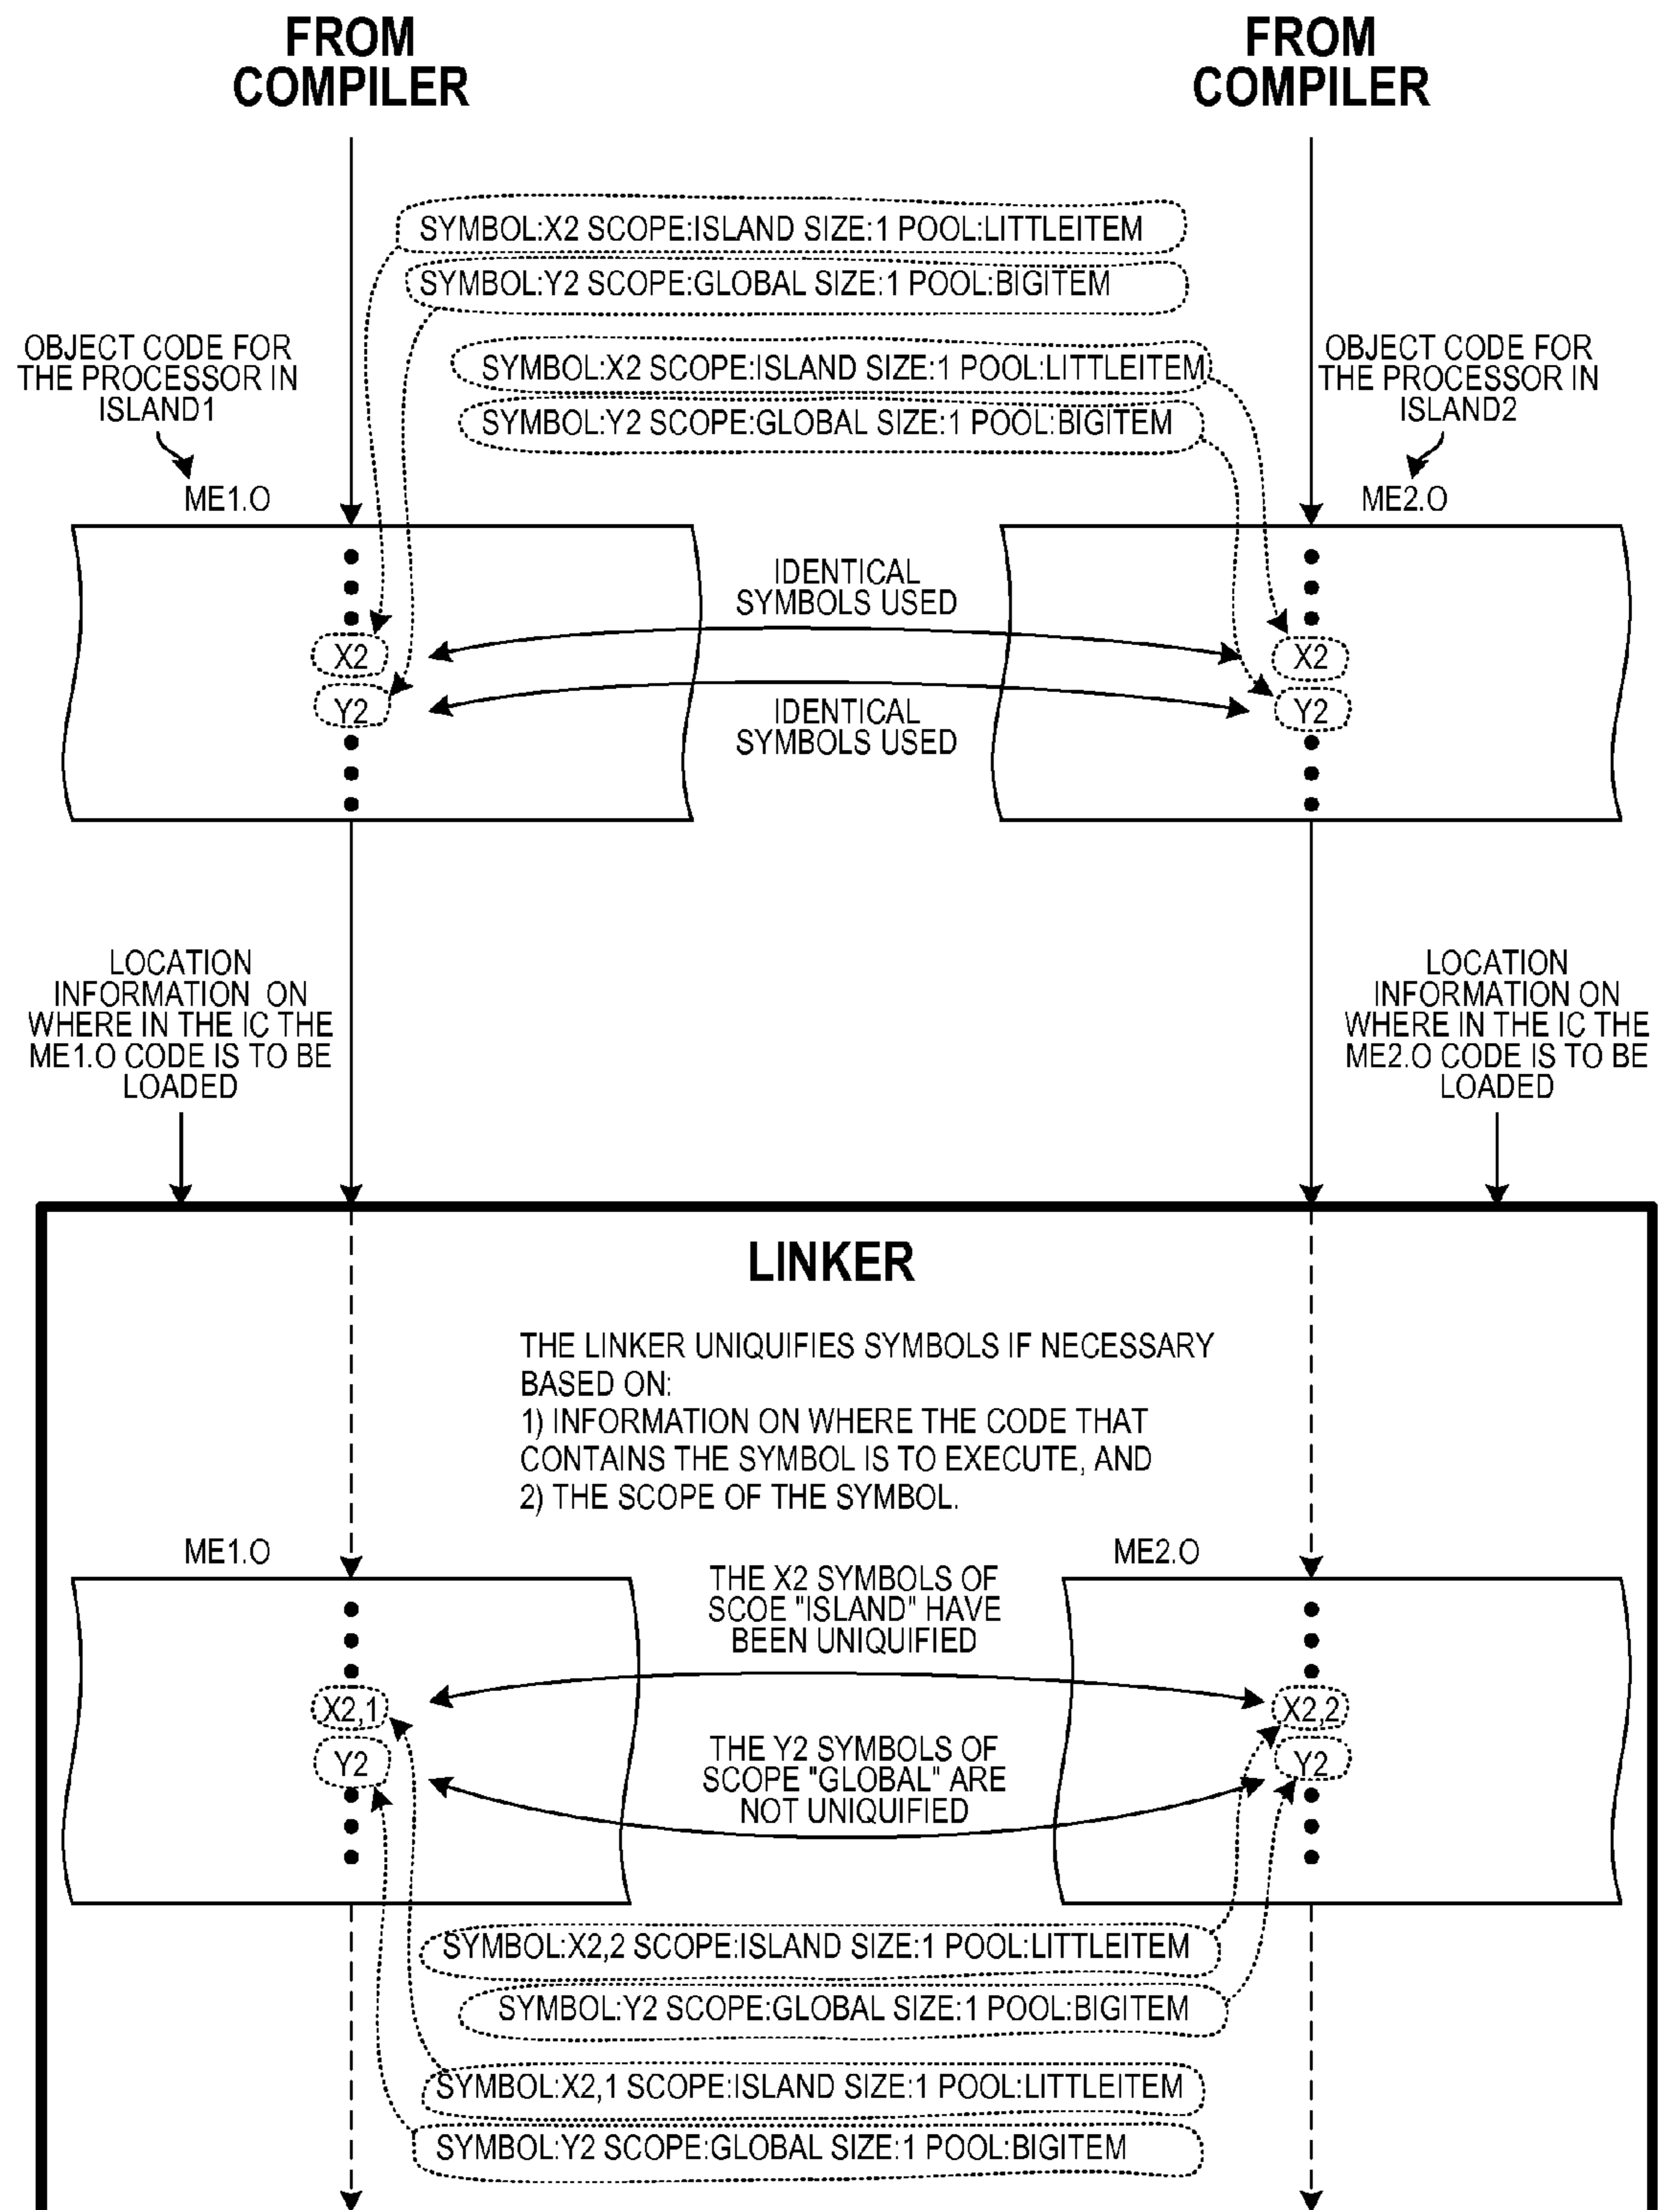 FROM
COMPILER
FROM
COMPILER
SYMBOL:X2 SCOPE:ISLAND SIZE:1 POOL:LITTLEITEM
SYMBOL:Y2 SCOPE:GLOBAL SIZE:1 POOL:BIGITEM
SYMBOL:X2 SCOPE:ISLAND SIZE:1 POOL:LITTLEITEM
SYMBOL:Y2 SCOPE:GLOBAL SIZE:1 POOL:BIGITEM
OBJECT CODE FOR
THE PROCESSOR IN
ISLAND1
ME1.O
OBJECT CODE FOR
THE PROCESSOR IN
ISLAND2
ME2.O
IDENTICAL
SYMBOLS USED
X2
X2
Y2
Y2
IDENTICAL
SYMBOLS USED
LOCATION
INFORMATION ON
WHERE IN THE IC THE
ME1.O CODE IS TO BE
LOADED
LOCATION
INFORMATION ON
WHERE IN THE IC THE
ME2.O CODE IS TO BE
LOADED
LINKER
THE LINKER UNIQUIFIES SYMBOLS IF NECESSARY
BASED ON:
1) INFORMATION ON WHERE THE CODE THAT
CONTAINS THE SYMBOL IS TO EXECUTE, AND
2) THE SCOPE OF THE SYMBOL.
ME1.O
ME2.O
THE X2 SYMBOLS OF
SCOE "ISLAND" HAVE
BEEN UNIQUIFIED
X2,1
X2,2
Y2
Y2
THE Y2 SYMBOLS OF
SCOPE "GLOBAL" ARE
NOT UNIQUIFIED
SYMBOL:X2,2 SCOPE:ISLAND SIZE:1 POOL:LITTLEITEM
SYMBOL:Y2 SCOPE:GLOBAL SIZE:1 POOL:BIGITEM
SYMBOL:X2,1 SCOPE:ISLAND SIZE:1 POOL:LITTLEITEM
SYMBOL:Y2 SCOPE:GLOBAL SIZE:1 POOL:BIGITEM